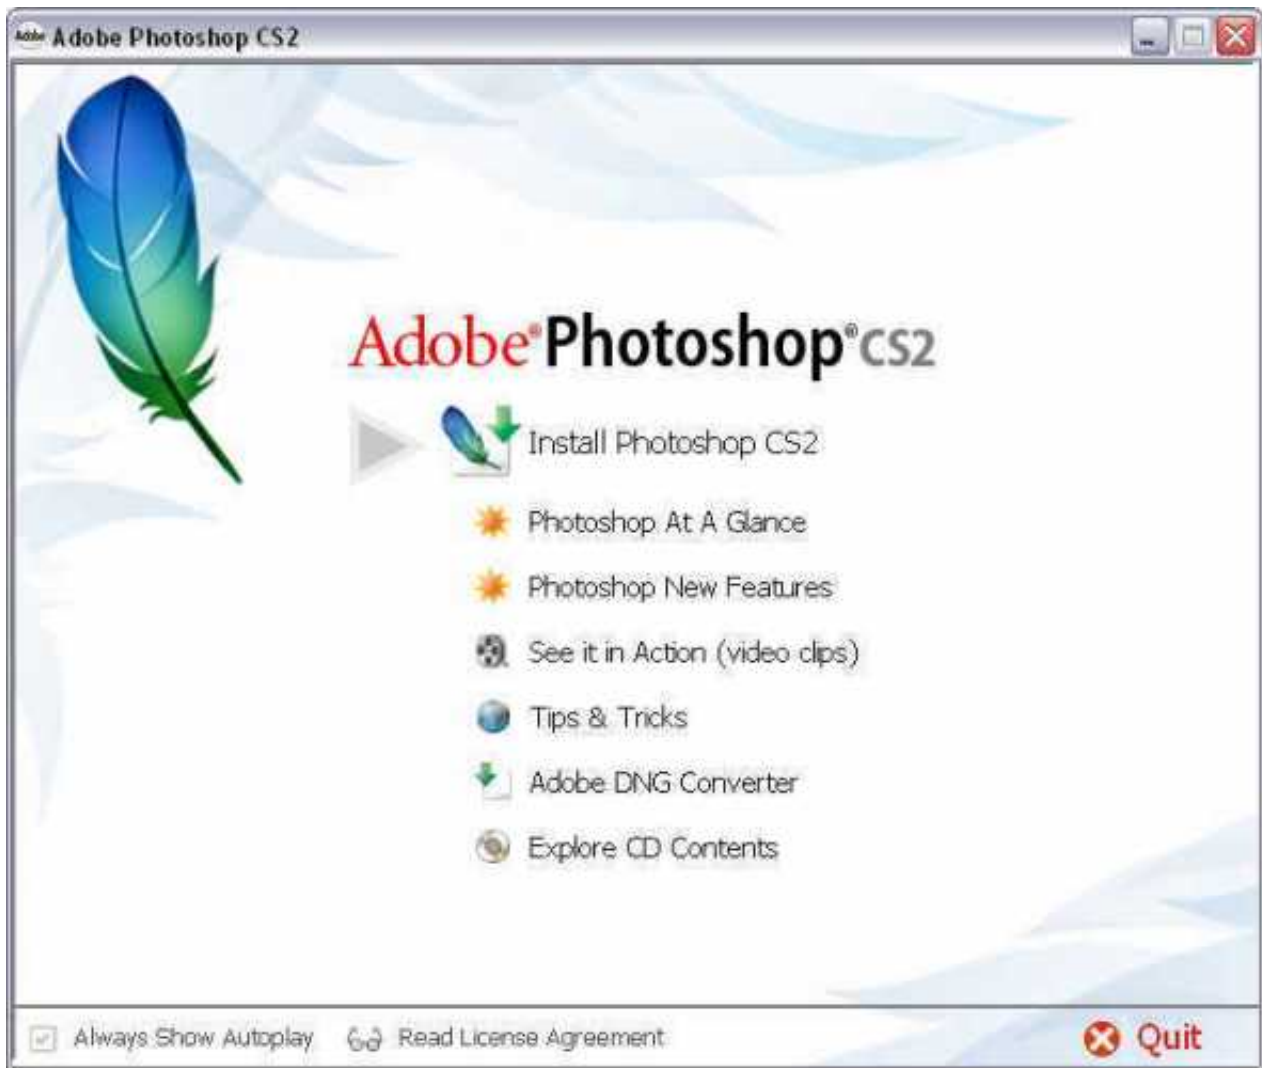 Adobe Adobe Photoshop CS2
Adobe® Photoshop® CS2
Install Photoshop CS2
Photoshop At A Glance
Photoshop New Features
See it in Action (video clips)
Tips & Tricks
Adobe DNG Converter
Explore CD Contents
Always Show Autoplay Read License Agreement Quit